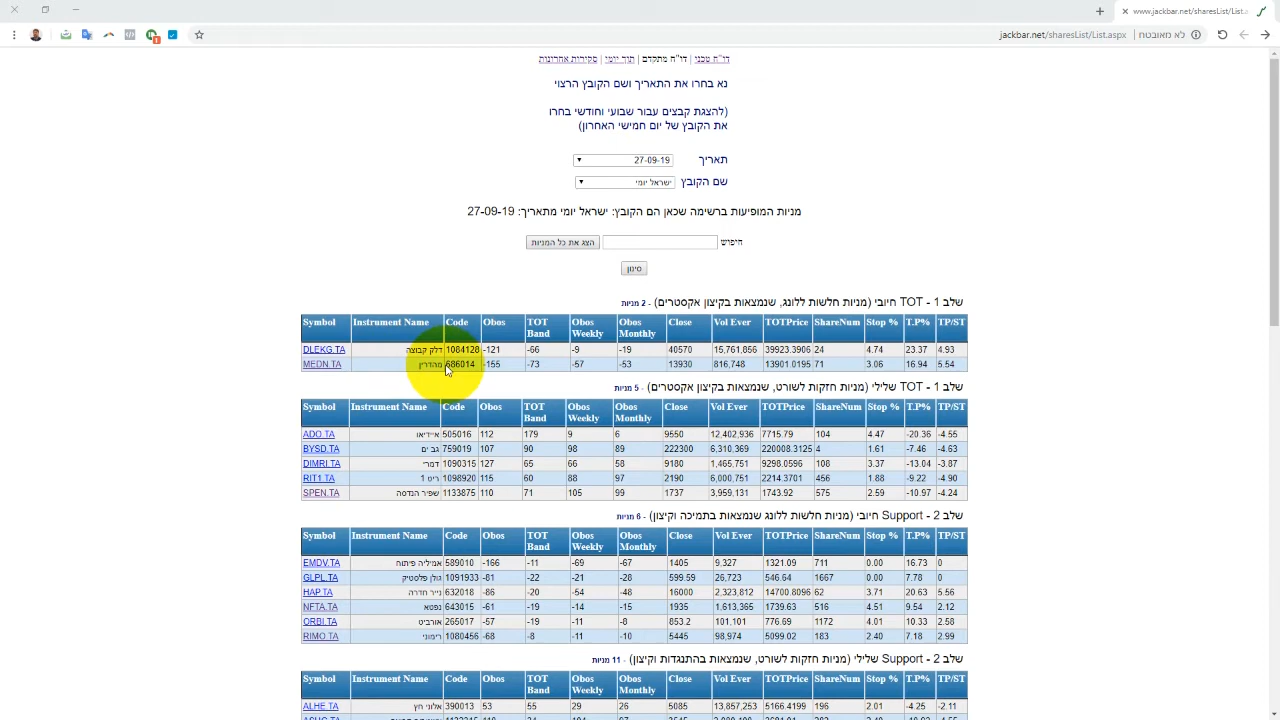 www.jackbar.net/sharesList/List.a
jackbar.net/sharesList/List.aspx לא מאובטח
דו"ח טכני | דו"ח מתקדם | תוך יומי | סקירות אחרונות
נא בחרו את התאריך ושם הקובץ הרצוי
(להצגת קבצים עבור שבועי וחודשי בחרו
את הקובץ של יום חמישי האחרון)
תאריך 27-09-19
שם הקובץ ישראל יומי
מניות המופיעות ברשימה שכאן הם הקובץ: ישראל יומי מתאריך: 27-09-19
חיפוש הצג את כל המניות
סינון
שלב 1 - TOT חיובי (מניות חלשות ללונג, שנמצאות בקיצון אקסטרים) - 2 מניות
Symbol Instrument Name Code Obos TOT Band Obos Weekly Obos Monthly Close Vol Ever TOTPrice ShareNum Stop % T.P% TP/ST
DLEKG.TA דלק קבוצה 1084128 -121 -66 -9 -19 40570 15,761,856 39923.3906 24 4.74 23.37 4.93
MEDN.TA מהדרין 686014 -155 -73 -57 -53 13930 816,748 13901.0195 71 3.06 16.94 5.54
שלב 1 - TOT שלילי (מניות חזקות לשורט, שנמצאות בקיצון אקסטרים) - 5 מניות
Symbol Instrument Name Code Obos TOT Band Obos Weekly Obos Monthly Close Vol Ever TOTPrice ShareNum Stop % T.P% TP/ST
ADO.TA איידיאו 505016 112 179 9 6 9550 12,402,936 7715.79 104 4.47 -20.36 -4.55
BYSD.TA גב ים 759019 107 90 98 89 222300 6,310,369 220008.3125 4 1.61 -7.46 -4.63
DIMRI.TA דמרי 1090315 127 65 66 58 9180 1,465,751 9298.0596 108 3.37 -13.04 -3.87
RIT1.TA ריט 1 1098920 115 60 88 97 2190 6,000,751 2214.3701 456 1.88 -9.22 -4.90
SPEN.TA שפיר הנדסה 1133875 110 71 105 99 1737 3,959,131 1743.92 575 2.59 -10.97 -4.24
שלב 2 - Support חיובי (מניות חלשות ללונג שנמצאות בתמיכה וקיצון) - 6 מניות
Symbol Instrument Name Code Obos TOT Band Obos Weekly Obos Monthly Close Vol Ever TOTPrice ShareNum Stop % T.P% TP/ST
EMDV.TA אמיליה פיתוח 589010 -166 -11 -69 -67 1405 9,327 1321.09 711 0.00 16.73 0
GLPL.TA גולן פלסטיק 1091933 -81 -22 -21 -28 599.59 26,723 546.64 1667 0.00 7.78 0
HAP.TA נייר חדרה 632018 -86 -20 -54 -48 16000 2,323,812 14700.8096 62 3.71 20.63 5.56
NFTA.TA נפטא 643015 -61 -19 -14 -15 1935 1,613,365 1739.63 516 4.51 9.54 2.12
ORBI.TA אורביט 265017 -57 -19 -11 -8 853.2 101,101 776.69 1172 4.01 10.33 2.58
RIMO.TA רימוני 1080456 -68 -8 -11 -10 5445 98,974 5099.02 183 2.40 7.18 2.99
שלב 2 - Support שלילי (מניות חזקות לשורט, שנמצאות בהתנגדות וקיצון) - 11 מניות
Symbol Instrument Name Code Obos TOT Band Obos Weekly Obos Monthly Close Vol Ever TOTPrice ShareNum Stop % T.P% TP/ST
ALHE.TA אלוני חץ 390013 53 55 29 26 5085 13,857,253 5166.4199 196 2.01 -4.25 -2.11